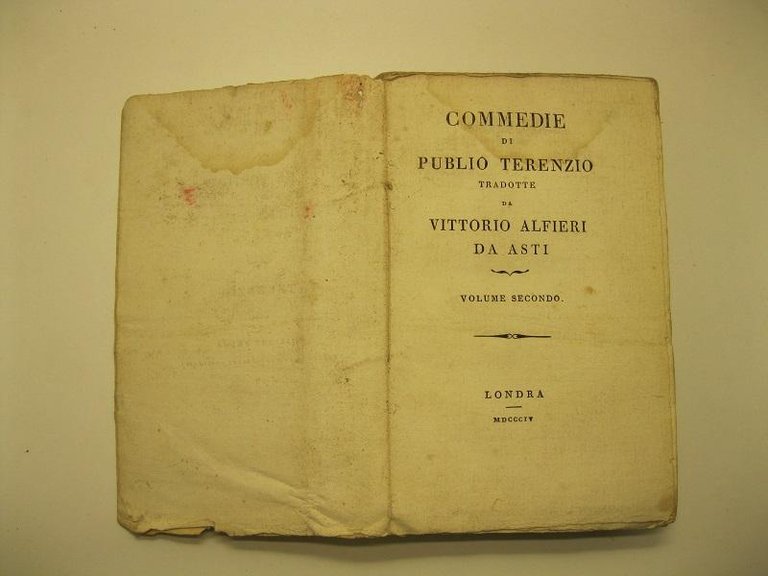 COMMEDIE
DI
PUBLIO TERENZIO
TRADOTTE
DA
VITTORIO ALFIERI
DA ASTI
VOLUME SECONDO.
LONDRA
MDCCCIV